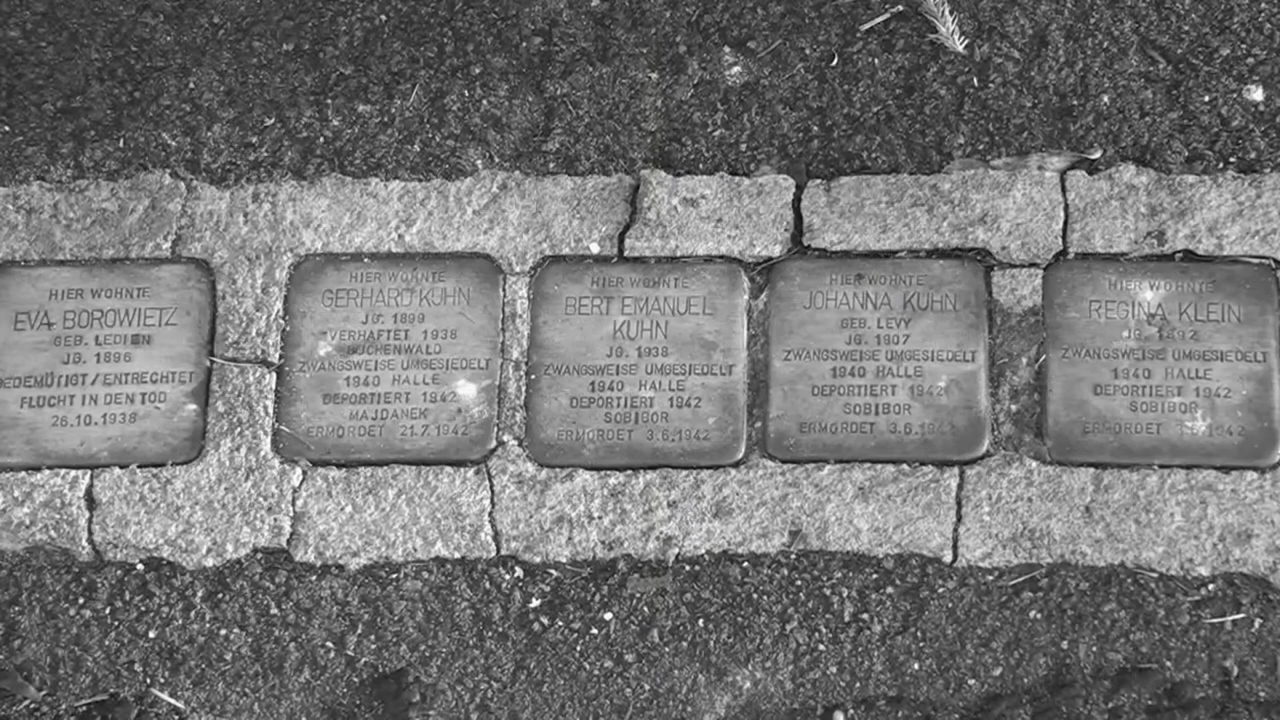 HIER WOHNTE
EVA BOROWIETZ
GEB. LEDIEN
JG. 1896
GEDEMÜTIGT / ENTRECHTET
FLUCHT IN DEN TOD
26.10.1938
HIER WOHNTE
GERHARD KUHN
JG. 1899
VERHAFTET 1938
BUCHENWALD
ZWANGSWEISE UMGESIEDELT
1940 HALLE
DEPORTIERT 1942
MAJDANEK
ERMORDET 21.7.1942
HIER WOHNTE
BERT EMANUEL
KUHN
JG. 1938
ZWANGSWEISE UMGESIEDELT
1940 HALLE
DEPORTIERT 1942
SOBIBOR
ERMORDET 3.6.1942
HIER WOHNTE
JOHANNA KUHN
GEB. LEVY
JG. 1907
ZWANGSWEISE UMGESIEDELT
1940 HALLE
DEPORTIERT 1942
SOBIBOR
ERMORDET 3.6.1942
HIER WOHNTE
REGINA KLEIN
JG. 1892
ZWANGSWEISE UMGESIEDELT
1940 HALLE
DEPORTIERT 1942
SOBIBOR
ERMORDET 3.6.1942